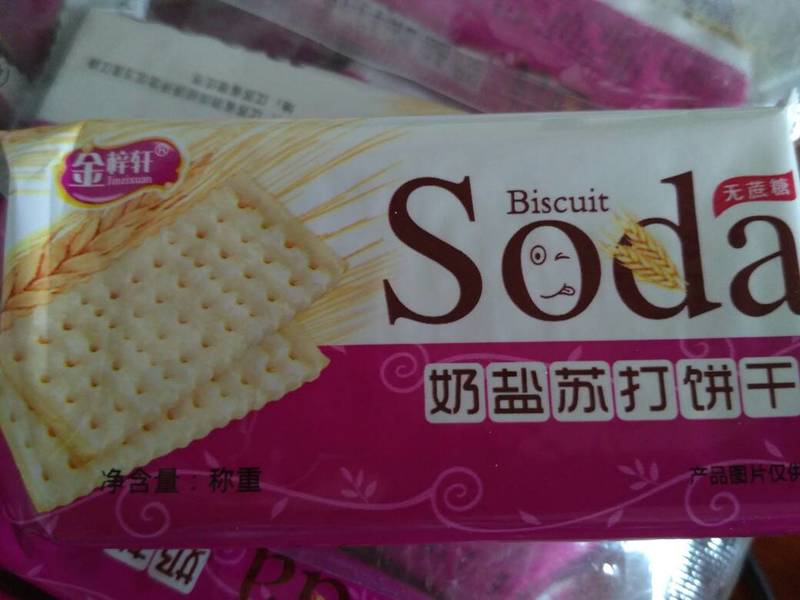 金梓轩®
Jinzixuan
Biscuit
Soda
无蔗糖
奶盐苏打饼干
净含量：称重
产品图片仅供